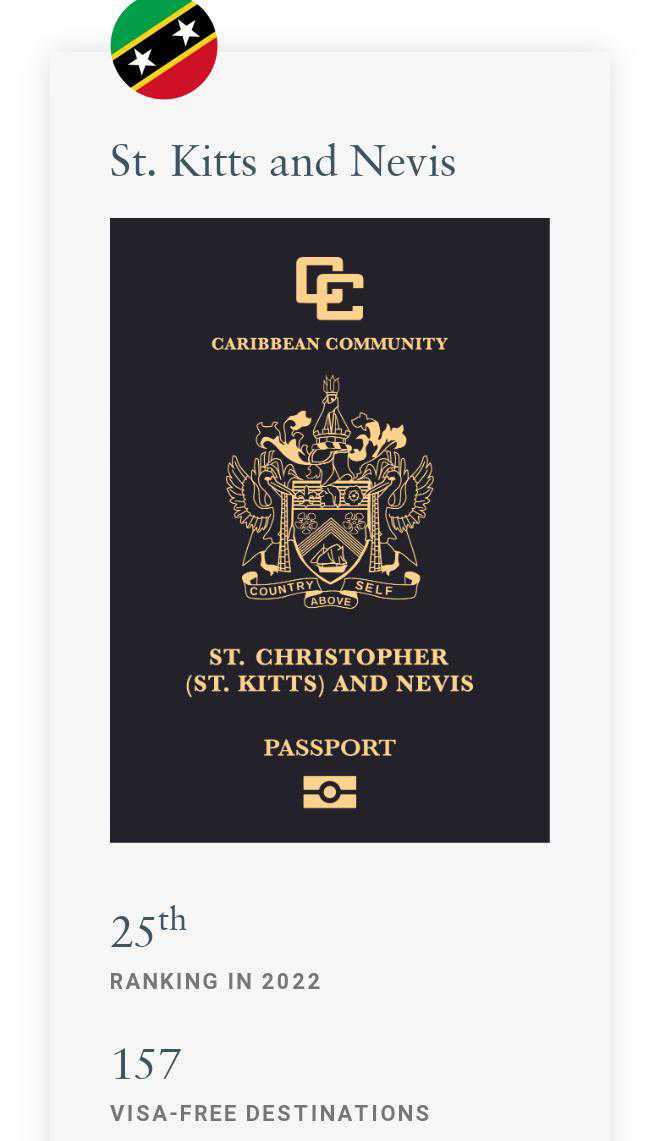 St. Kitts and Nevis
CARIBBEAN COMMUNITY
COUNTRY ABOVE SELF
ST. CHRISTOPHER
(ST. KITTS) AND NEVIS
PASSPORT
25th
RANKING IN 2022
157
VISA-FREE DESTINATIONS